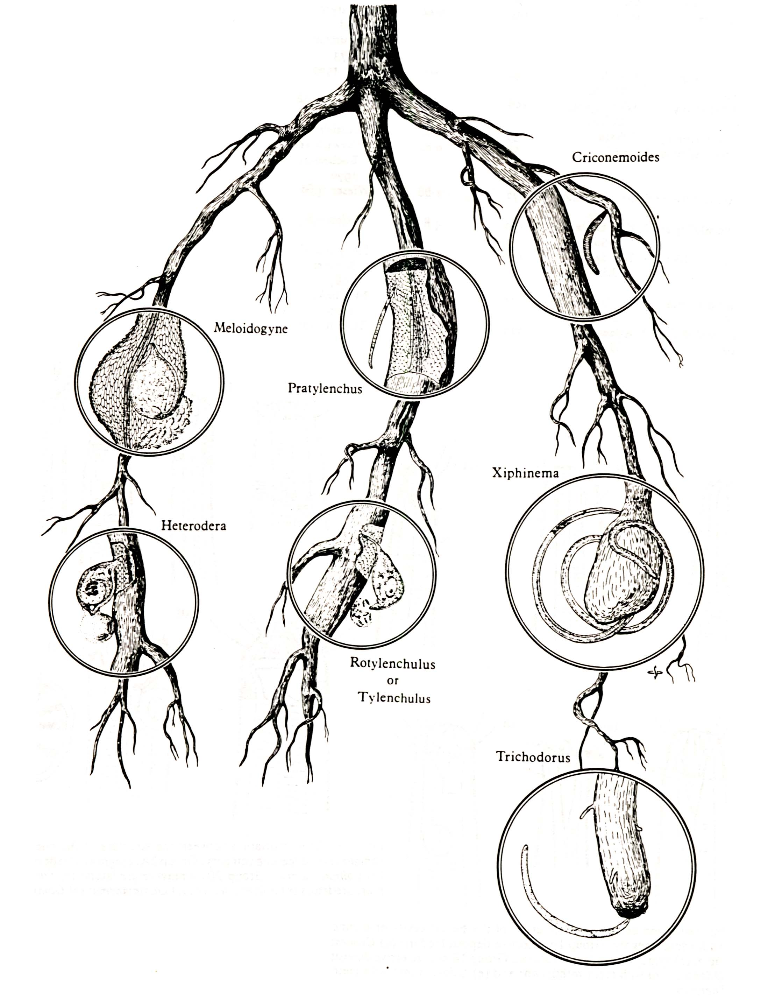 Criconemoides
Meloidogyne
Pratylenchus
Xiphinema
Heterodera
Rotylenchulus
or
Tylenchulus
Trichodorus